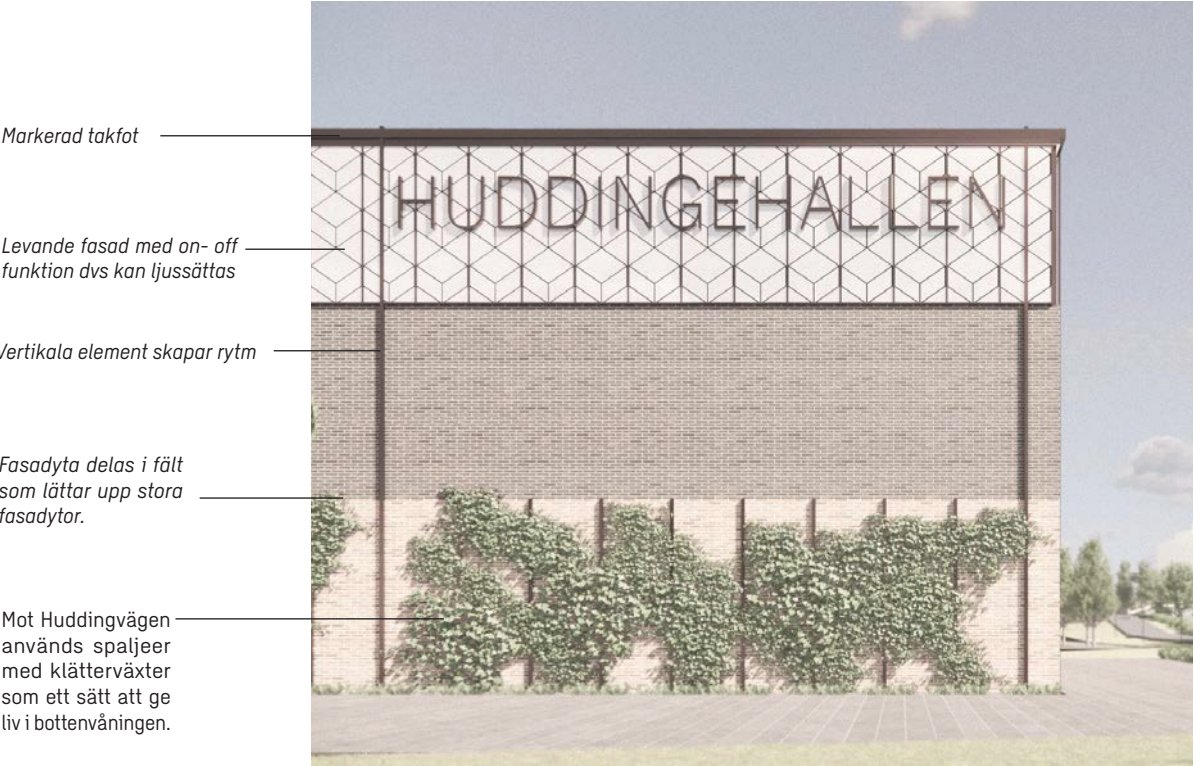 Markerad takfot
HUDDINGEHALLEN
Levande fasad med on- off
funktion dvs kan ljussättas
Vertikala element skapar rytm
Fasadyta delas i fält
som lättar upp stora
fasadytor.
Mot Huddingvägen
används spaljeer
med klätterväxter
som ett sätt att ge
liv i bottenvåningen.